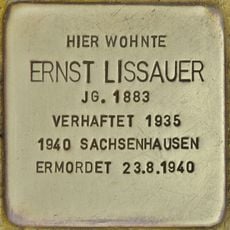 HIER WOHNTE
ERNST LISSAUER
JG. 1883
VERHAFTET 1935
1940 SACHSENHAUSEN
ERMORDET 23.8.1940